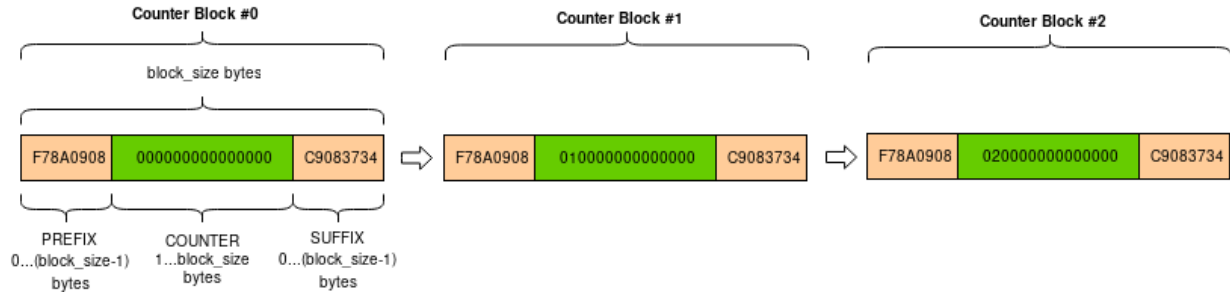 Counter Block #0
Counter Block #1
Counter Block #2
block_size bytes
F78A0908 000000000000000 C9083734
F78A0908 010000000000000 C9083734
F78A0908 020000000000000 C9083734
PREFIX
0...(block_size-1)
bytes
COUNTER
1...block_size
bytes
SUFFIX
0...(block_size-1)
bytes